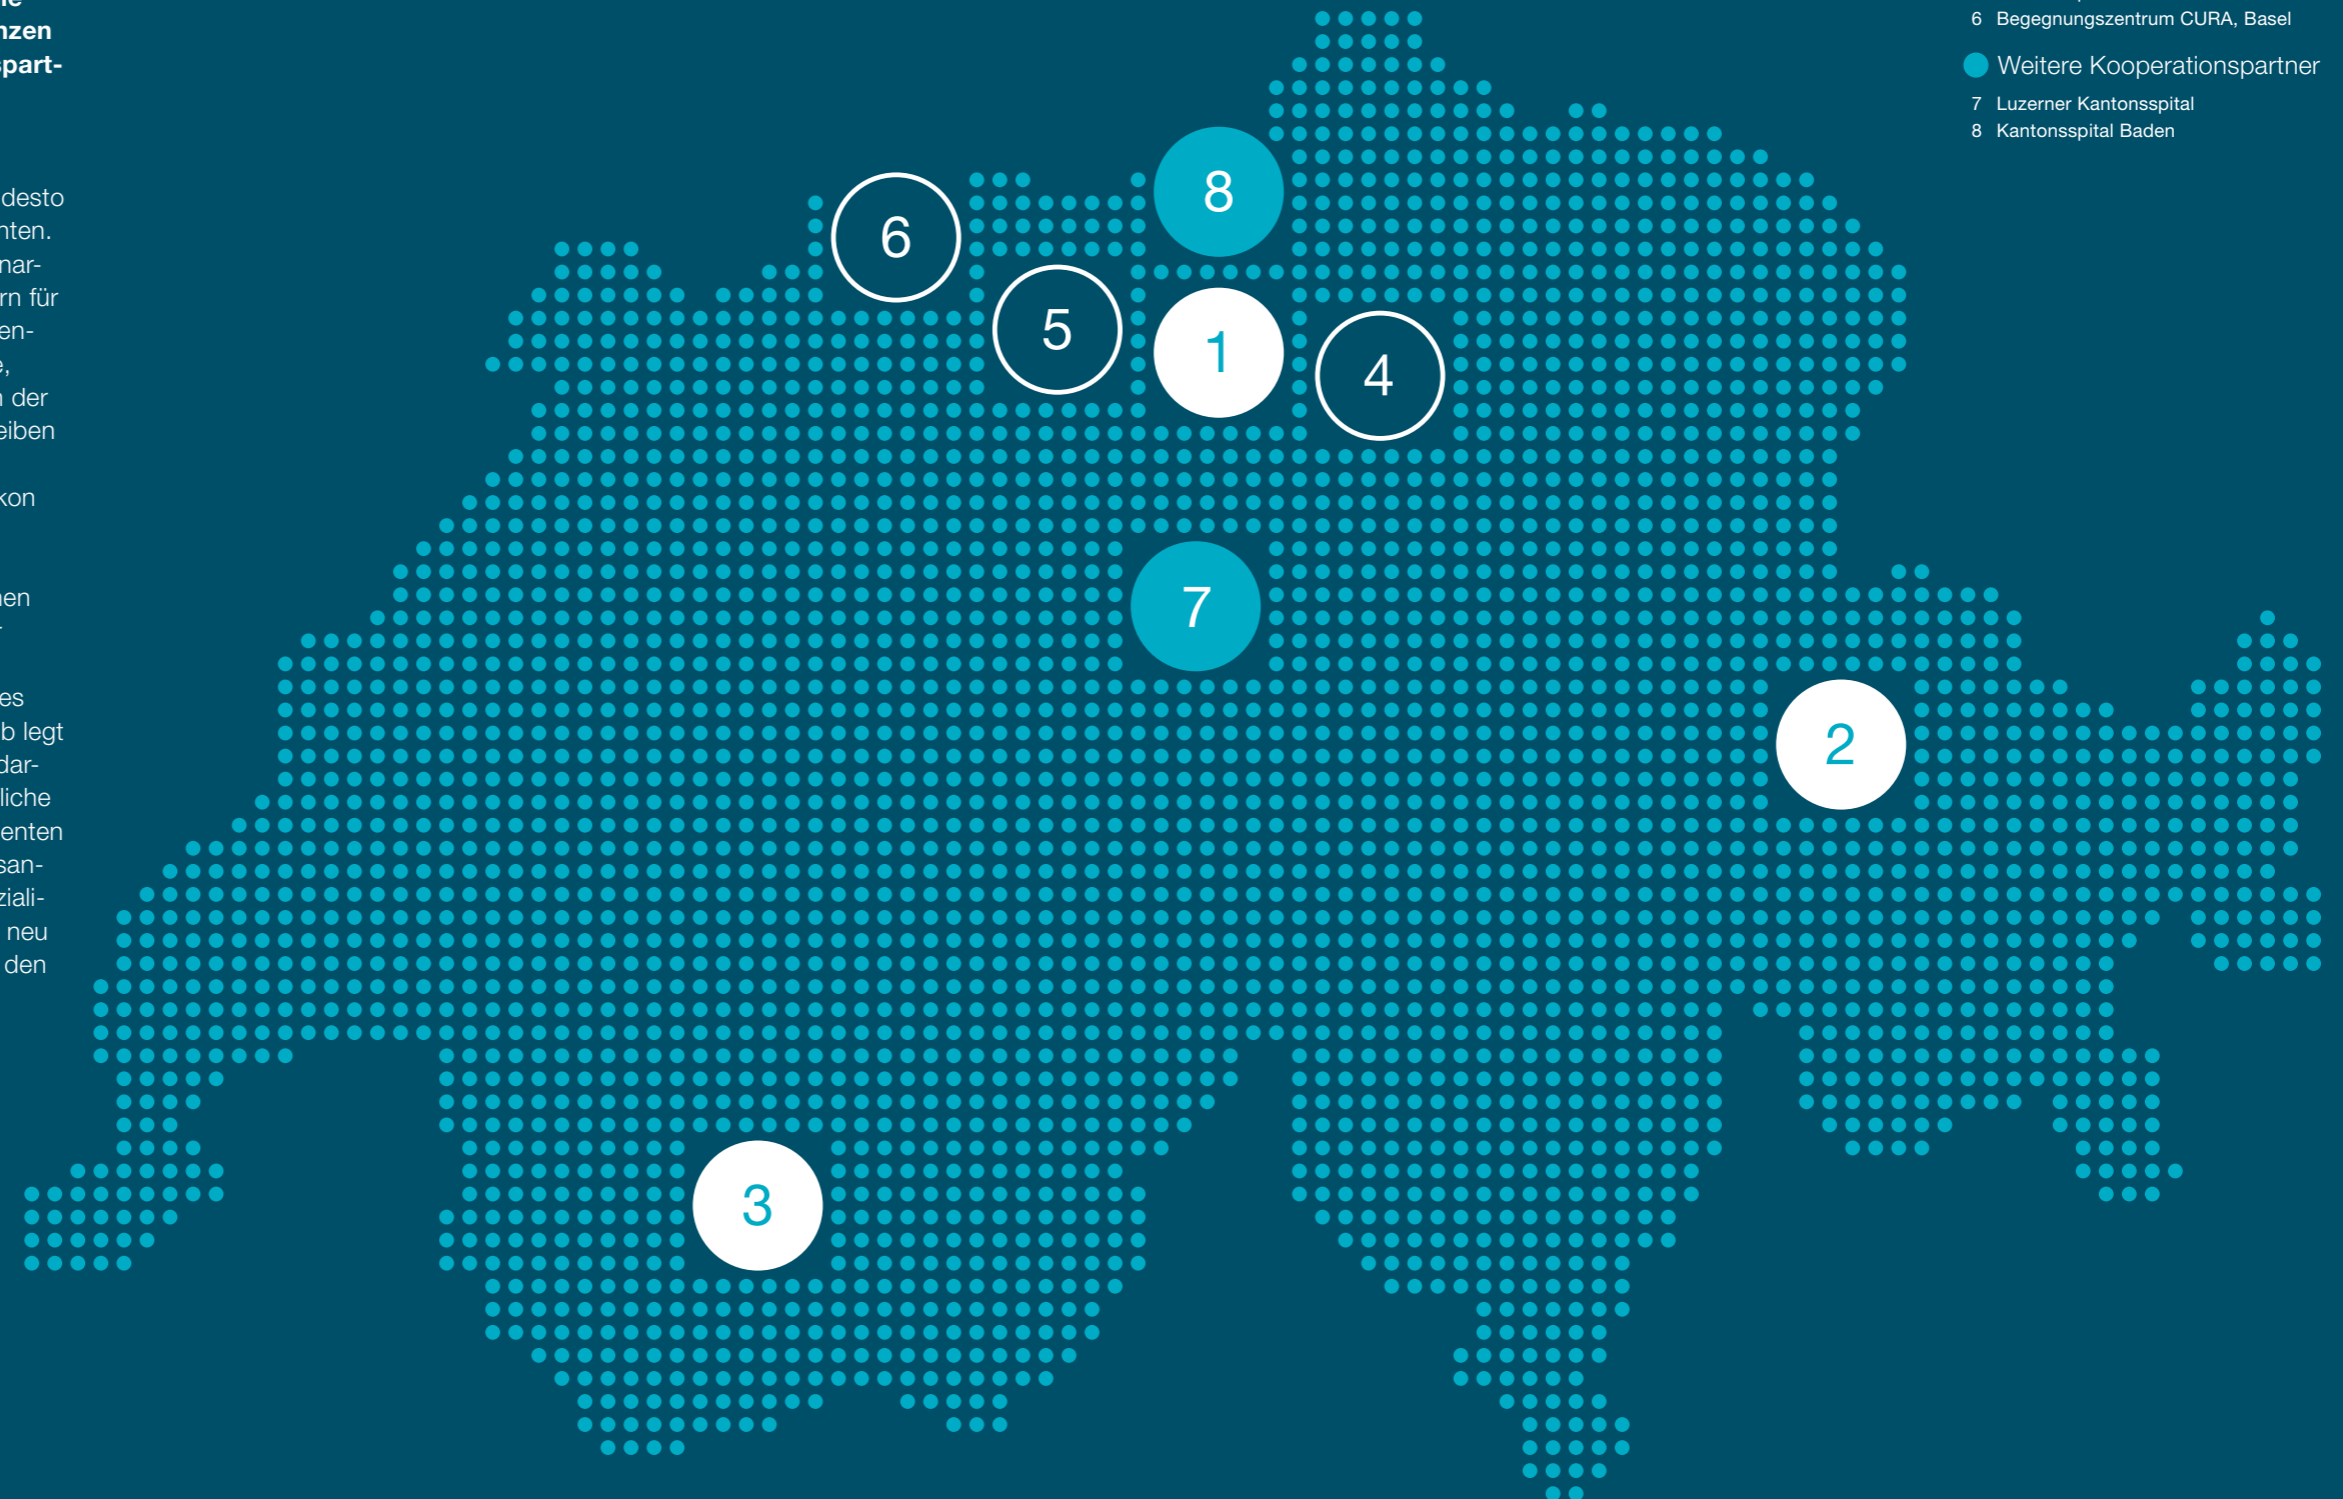 nzen
spart-
desto
nten.
nar-
rn für
en-
e,
n der
eiben
kon
nen
es
b legt
dar-
liche
enten
san-
ziali-
neu
den
6 Begegnungszentrum CURA, Basel
Weitere Kooperationspartner
7 Luzerner Kantonsspital
8 Kantonsspital Baden
8
6
5
1
4
7
2
3